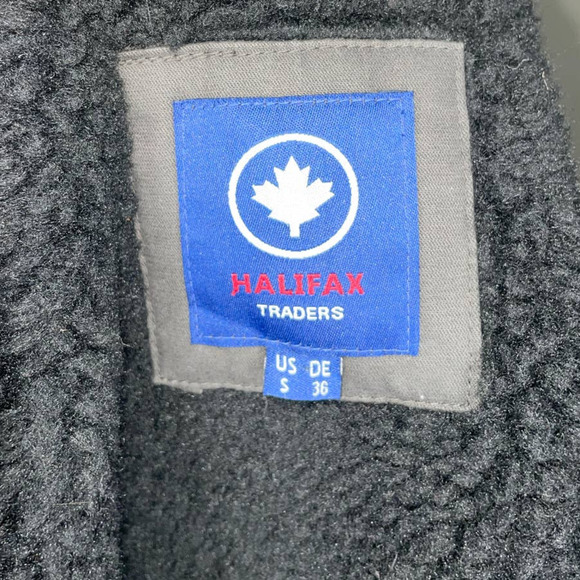 HALIFAX
TRADERS
US DE
S 36